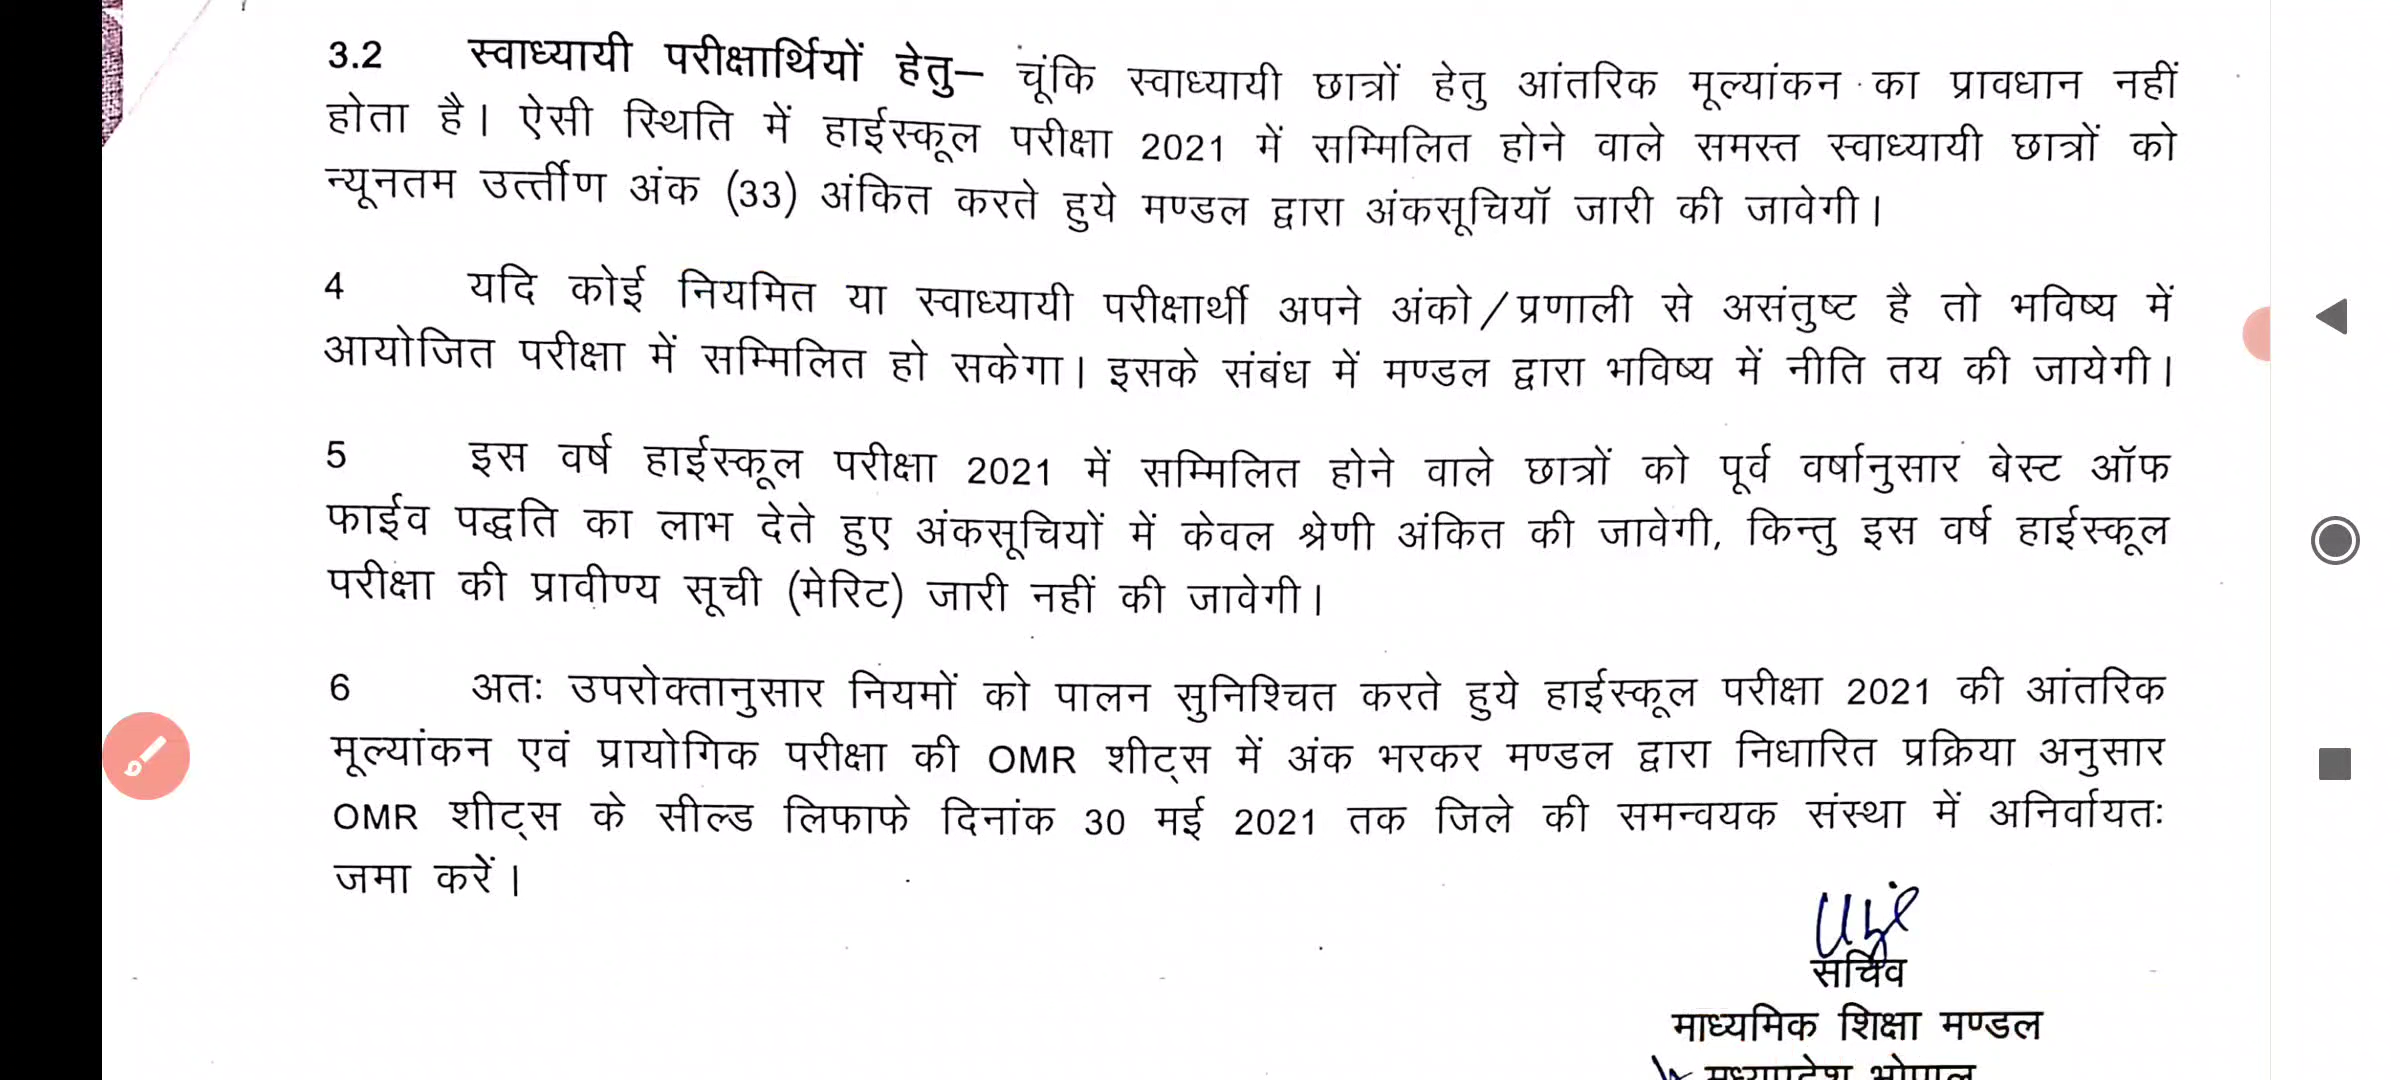 3.2 स्वाध्यायी परीक्षार्थियों हेतु– चूंकि स्वाध्यायी छात्रों हेतु आंतरिक मूल्यांकन का प्रावधान नहीं
होता है। ऐसी स्थिति में हाईस्कूल परीक्षा 2021 में सम्मिलित होने वाले समस्त स्वाध्यायी छात्रों को
न्यूनतम उर्त्तीण अंक (33) अंकित करते हुये मण्डल द्वारा अंकसूचियॉ जारी की जावेगी।
4 यदि कोई नियमित या स्वाध्यायी परीक्षार्थी अपने अंको/प्रणाली से असंतुष्ट है तो भविष्य में
आयोजित परीक्षा में सम्मिलित हो सकेगा। इसके संबंध में मण्डल द्वारा भविष्य में नीति तय की जायेगी।
5 इस वर्ष हाईस्कूल परीक्षा 2021 में सम्मिलित होने वाले छात्रों को पूर्व वर्षानुसार बेस्ट ऑफ
फाईव पद्धति का लाभ देते हुए अंकसूचियों में केवल श्रेणी अंकित की जावेगी, किन्तु इस वर्ष हाईस्कूल
परीक्षा की प्रावीण्य सूची (मेरिट) जारी नहीं की जावेगी।
6 अतः उपरोक्तानुसार नियमों को पालन सुनिश्चित करते हुये हाईस्कूल परीक्षा 2021 की आंतरिक
मूल्यांकन एवं प्रायोगिक परीक्षा की OMR शीट्स में अंक भरकर मण्डल द्वारा निधारित प्रक्रिया अनुसार
OMR शीट्स के सील्ड लिफाफे दिनांक 30 मई 2021 तक जिले की समन्वयक संस्था में अनिर्वायतः
जमा करें।
सचिव
माध्यमिक शिक्षा मण्डल
मध्यप्रदेश भोपाल